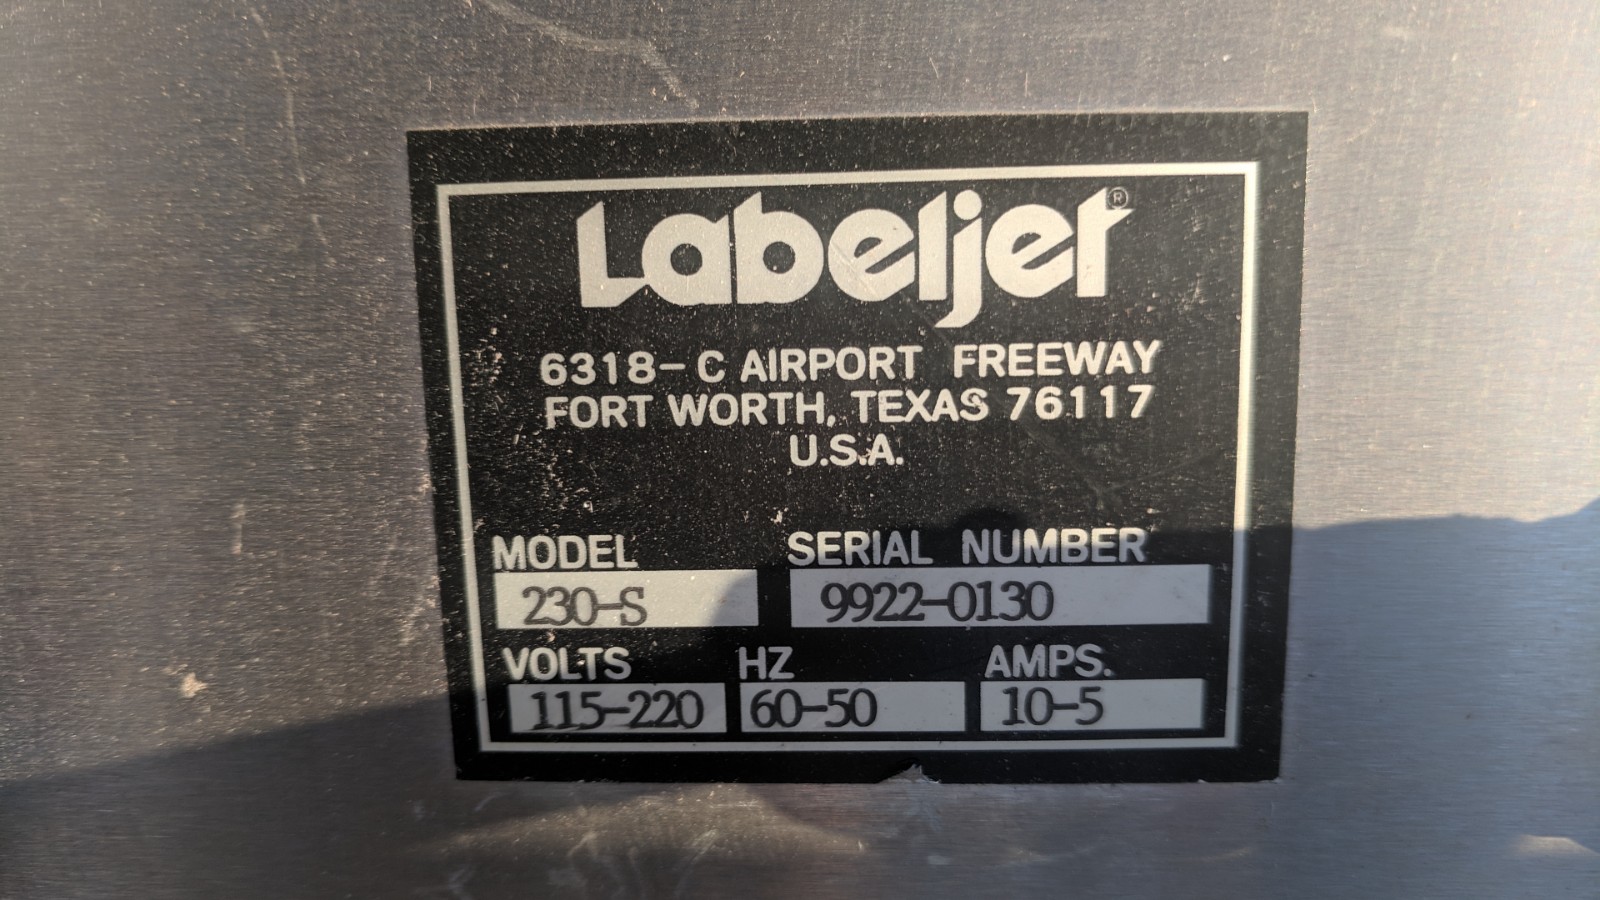 Labeljet®
6318-C AIRPORT FREEWAY
FORT WORTH, TEXAS 76117
U.S.A.
MODEL SERIAL NUMBER
230-S 9922-0130
VOLTS HZ AMPS.
115-220 60-50 10-5